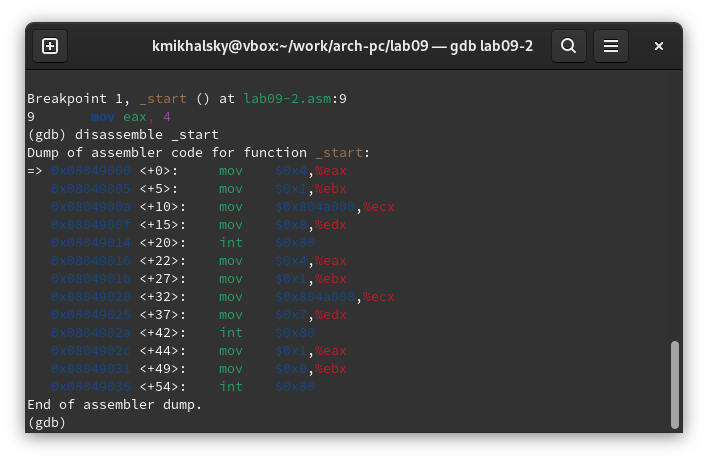 kmikhalsky@vbox:~/work/arch-pc/lab09 — gdb lab09-2
Breakpoint 1, _start () at lab09-2.asm:9
9       mov eax, 4
(gdb) disassemble _start
Dump of assembler code for function _start:
=> 0x08049000 <+0>:     mov    $0x4,%eax
   0x08049005 <+5>:     mov    $0x1,%ebx
   0x0804900a <+10>:    mov    $0x804a000,%ecx
   0x0804900f <+15>:    mov    $0x8,%edx
   0x08049014 <+20>:    int    $0x80
   0x08049016 <+22>:    mov    $0x4,%eax
   0x0804901b <+27>:    mov    $0x1,%ebx
   0x08049020 <+32>:    mov    $0x804a008,%ecx
   0x08049025 <+37>:    mov    $0x7,%edx
   0x0804902a <+42>:    int    $0x80
   0x0804902c <+44>:    mov    $0x1,%eax
   0x08049031 <+49>:    mov    $0x0,%ebx
   0x08049036 <+54>:    int    $0x80
End of assembler dump.
(gdb)